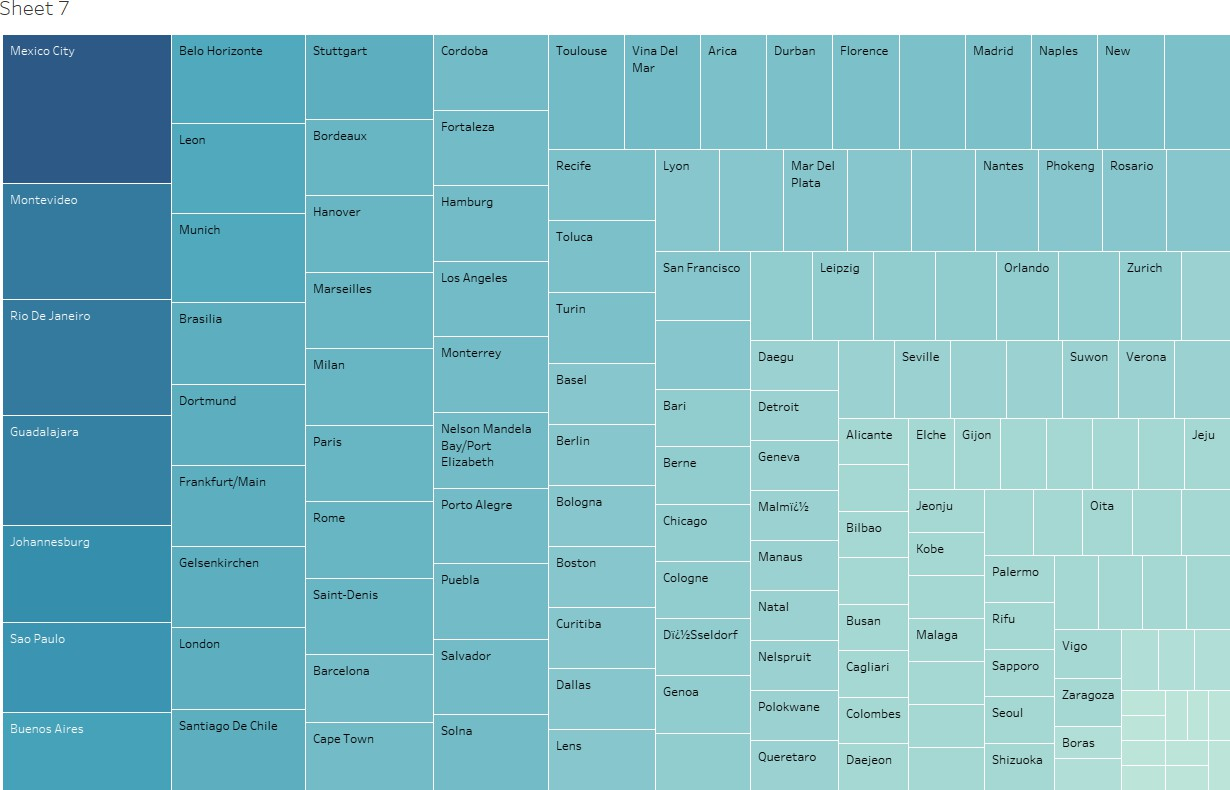 Sheet 7
Mexico City
Montevideo
Rio De Janeiro
Guadalajara
Johannesburg
Sao Paulo
Buenos Aires
Belo Horizonte
Leon
Munich
Brasilia
Dortmund
Frankfurt/Main
Gelsenkirchen
London
Santiago De Chile
Stuttgart
Bordeaux
Hanover
Marseilles
Milan
Paris
Rome
Saint-Denis
Barcelona
Cape Town
Cordoba
Fortaleza
Hamburg
Los Angeles
Monterrey
Nelson Mandela
Bay/Port
Elizabeth
Porto Alegre
Puebla
Salvador
Solna
Toulouse
Vina Del
Mar
Arica
Durban
Florence
Madrid
Naples
New
Recife
Toluca
Turin
Basel
Berlin
Bologna
Boston
Curitiba
Dallas
Lens
Lyon
Mar Del
Plata
Nantes
Phokeng
Rosario
San Francisco
Bari
Berne
Chicago
Cologne
Dï¿½Sseldorf
Genoa
Leipzig
Orlando
Zurich
Daegu
Detroit
Geneva
Malmï¿½
Manaus
Natal
Nelspruit
Polokwane
Queretaro
Seville
Suwon
Verona
Alicante
Bilbao
Busan
Cagliari
Colombes
Daejeon
Elche
Gijon
Jeju
Jeonju
Kobe
Malaga
Oita
Palermo
Rifu
Sapporo
Seoul
Shizuoka
Vigo
Zaragoza
Boras